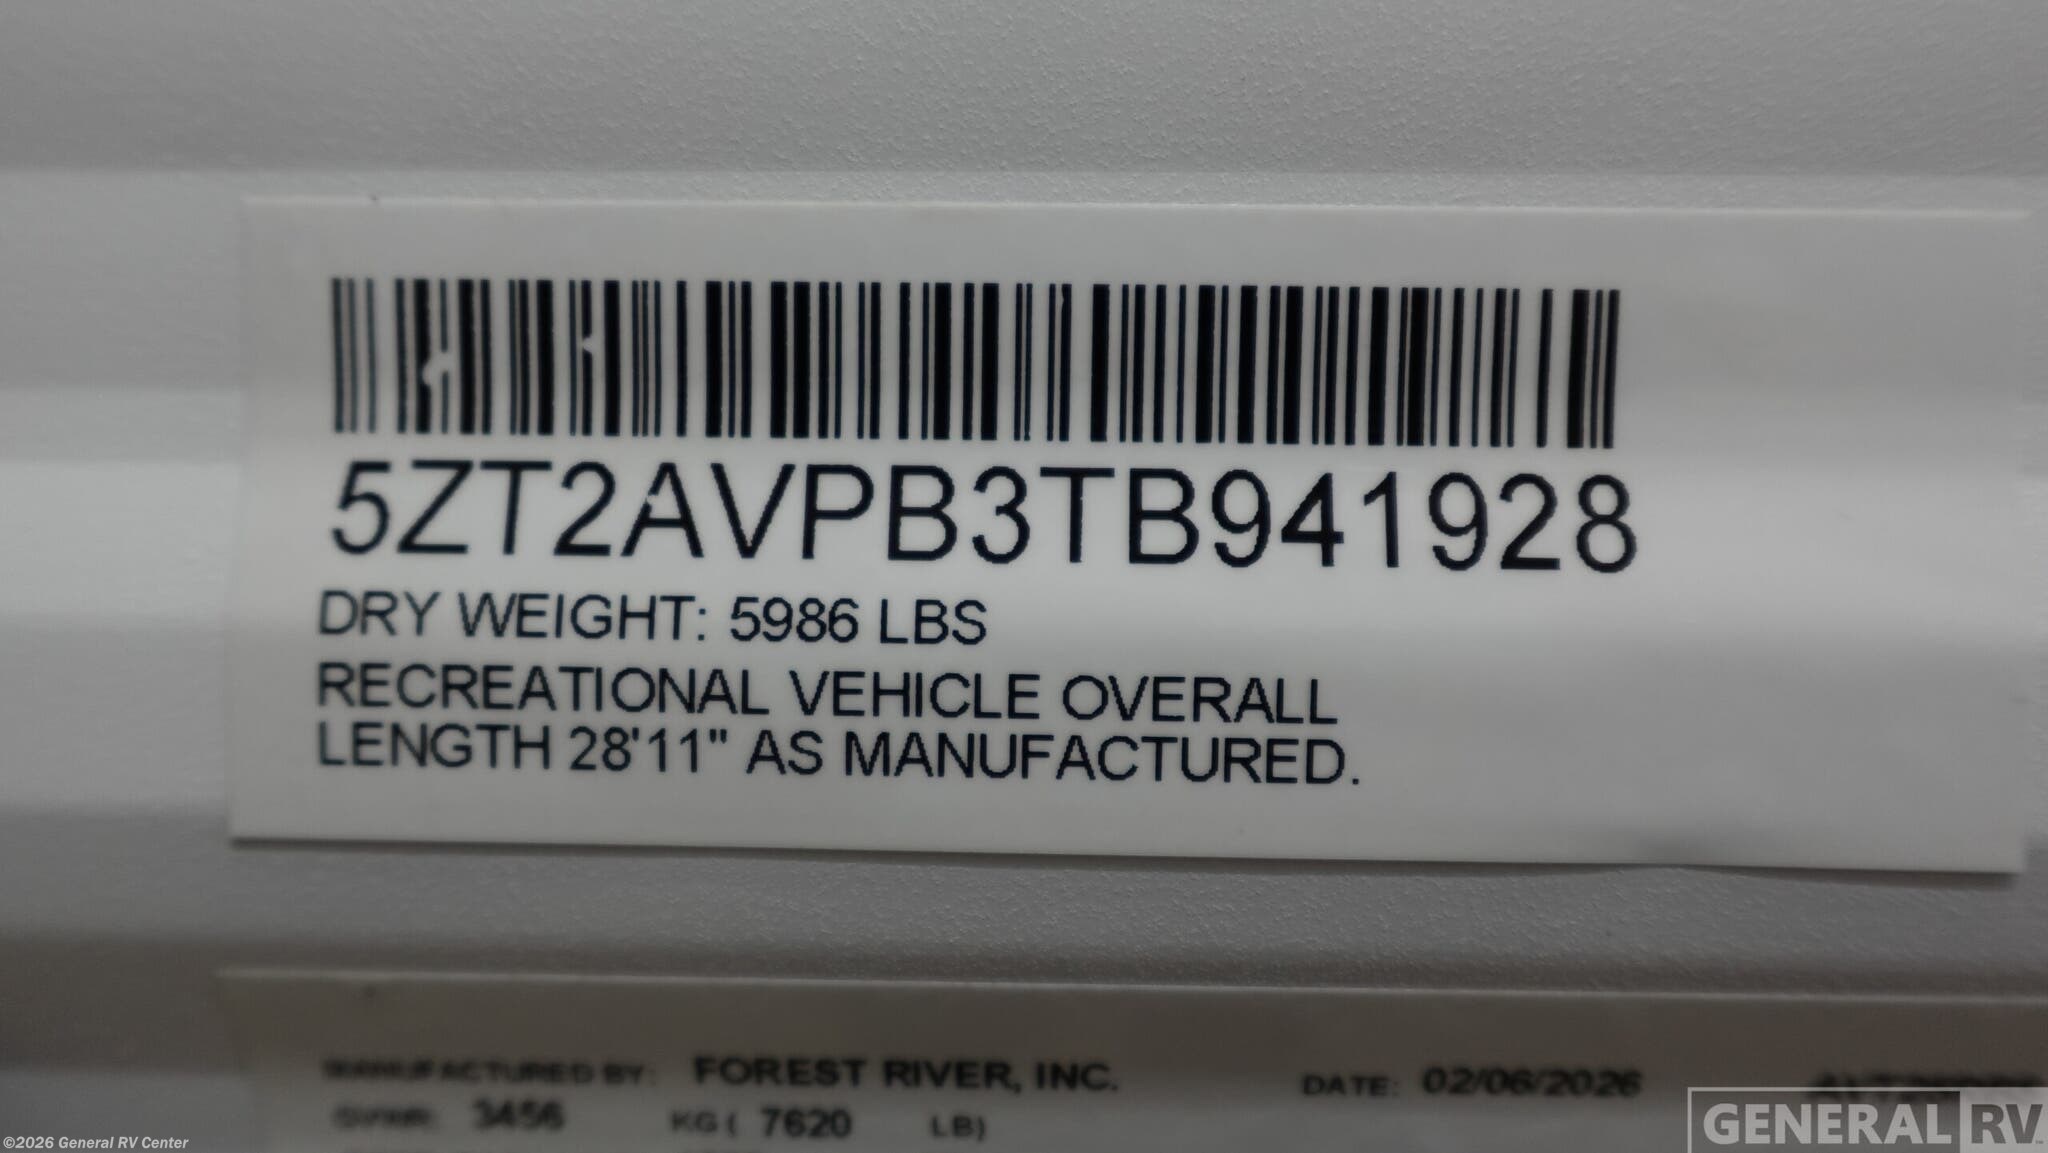 5ZT2AVPB3TB941928
DRY WEIGHT: 5986 LBS
RECREATIONAL VEHICLE OVERALL
LENGTH 28'11" AS MANUFACTURED.
MANUFACTURED BY: FOREST RIVER, INC. DATE: 02/06/2026
GVWR: 3456 KG ( 7620 LB)
©2026 General RV Center
GENERAL RV